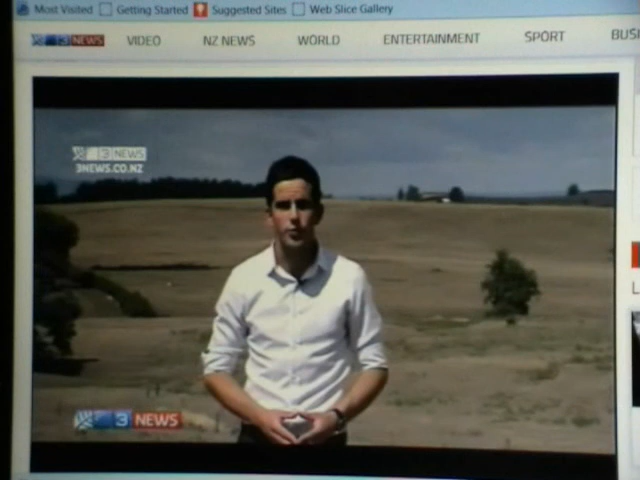 Most Visited Getting Started Suggested Sites Web Slice Gallery
3 NEWS VIDEO NZ NEWS WORLD ENTERTAINMENT SPORT BUSI
3 NEWS
3NEWS.CO.NZ
3 NEWS
L